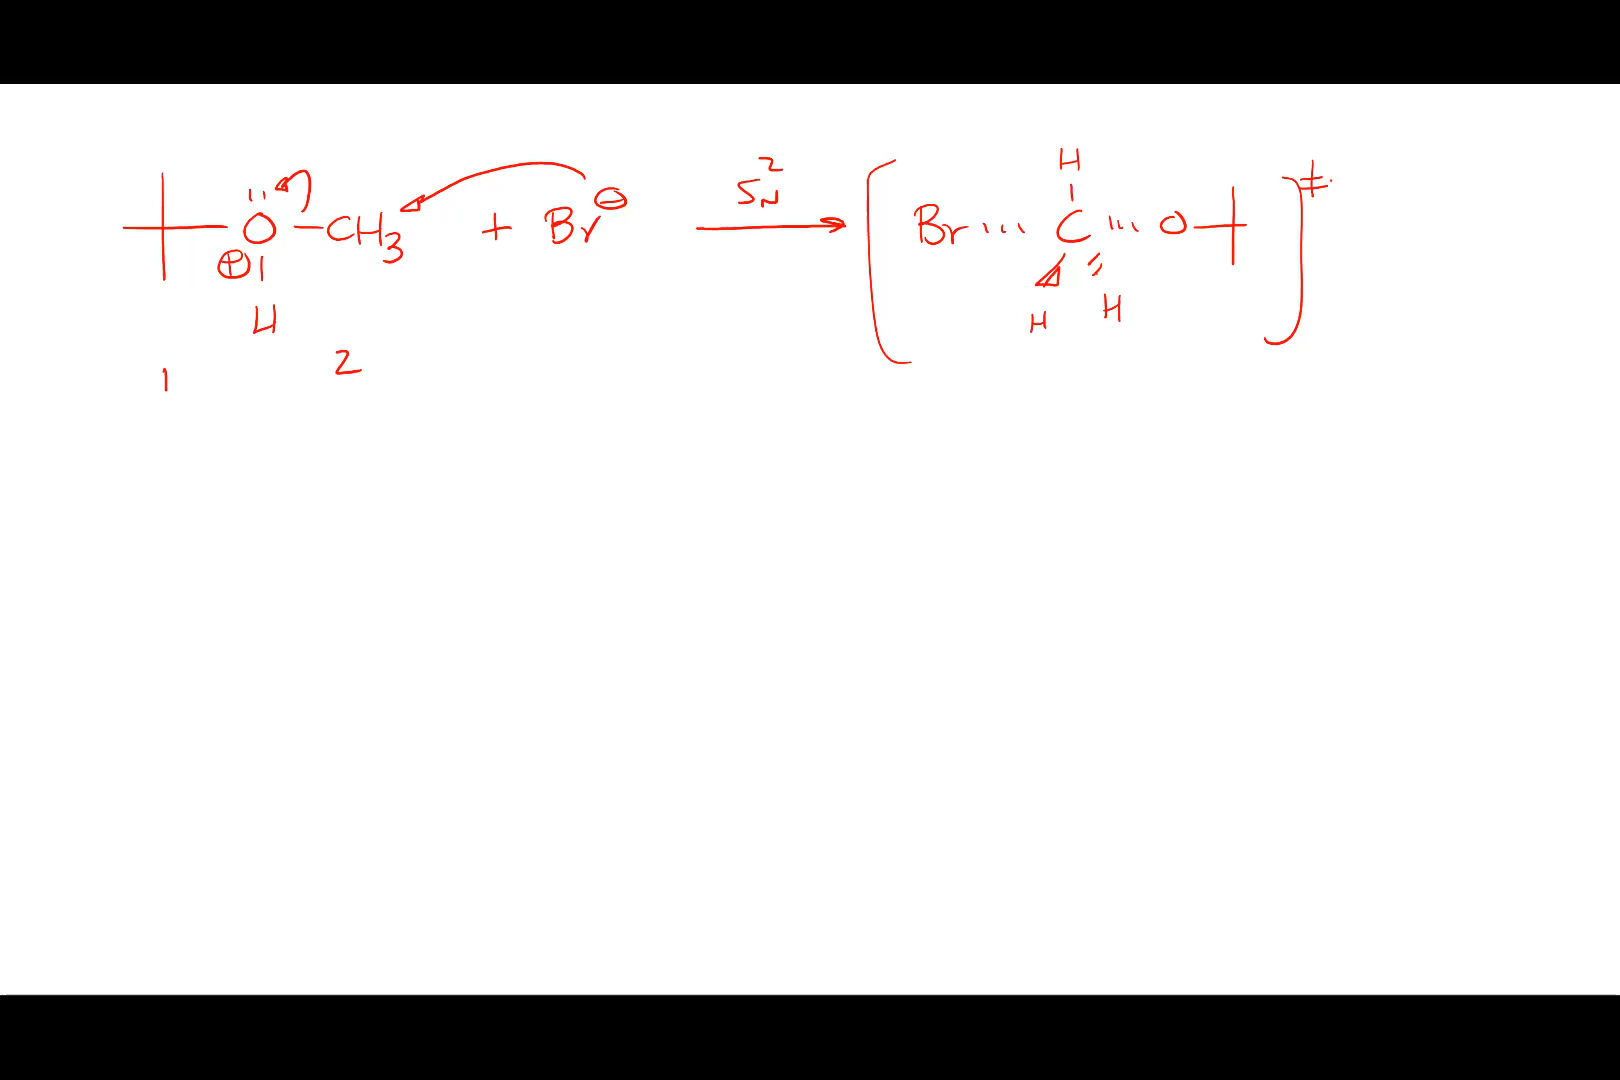 O⊕ H CH₃ + Br⊖ SN2 → [Br ... C H H H ... O]‡
1 2